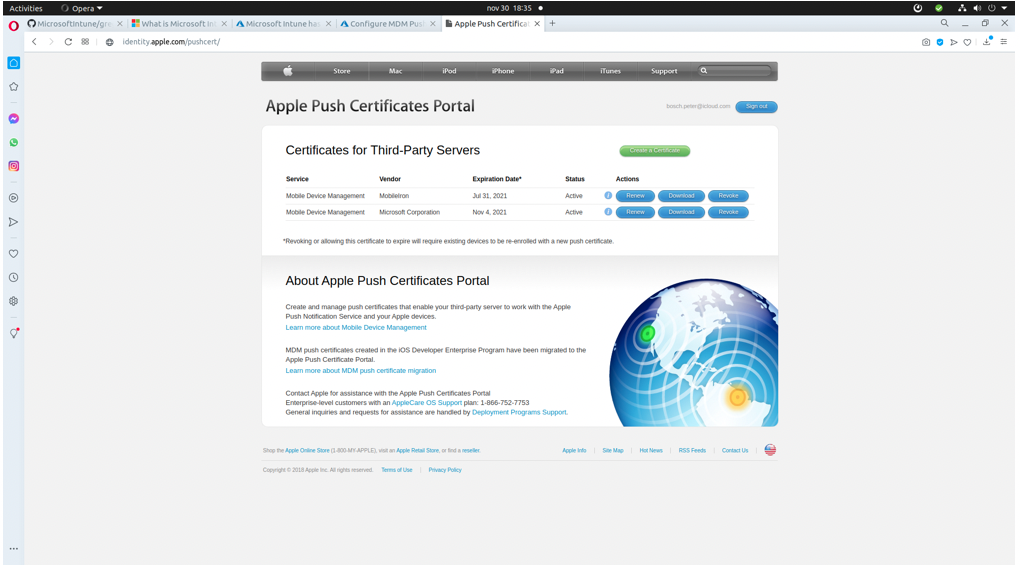 Activities Opera nov 30 18:35
MicrosoftIntune/gra What is Microsoft Int Microsoft Intune has Configure MDM Push Apple Push Certificat
identity.apple.com/pushcert/
Store Mac iPod iPhone iPad iTunes Support
Apple Push Certificates Portal bosch.peter@icloud.com Sign out
Certificates for Third-Party Servers Create a Certificate
Service Vendor Expiration Date* Status Actions
Mobile Device Management MobileIron Jul 31, 2021 Active i Renew Download Revoke
Mobile Device Management Microsoft Corporation Nov 4, 2021 Active i Renew Download Revoke
*Revoking or allowing this certificate to expire will require existing devices to be re-enrolled with a new push certificate.
About Apple Push Certificates Portal
Create and manage push certificates that enable your third-party server to work with the Apple
Push Notification Service and your Apple devices.
Learn more about Mobile Device Management
MDM push certificates created in the iOS Developer Enterprise Program have been migrated to the
Apple Push Certificate Portal.
Learn more about MDM push certificate migration
Contact Apple for assistance with the Apple Push Certificates Portal
Enterprise-level customers with an AppleCare OS Support plan: 1-866-752-7753
General inquiries and requests for assistance are handled by Deployment Programs Support.
Shop the Apple Online Store (1-800-MY-APPLE), visit an Apple Retail Store, or find a reseller. Apple Info Site Map Hot News RSS Feeds Contact Us
Copyright © 2018 Apple Inc. All rights reserved. Terms of Use Privacy Policy